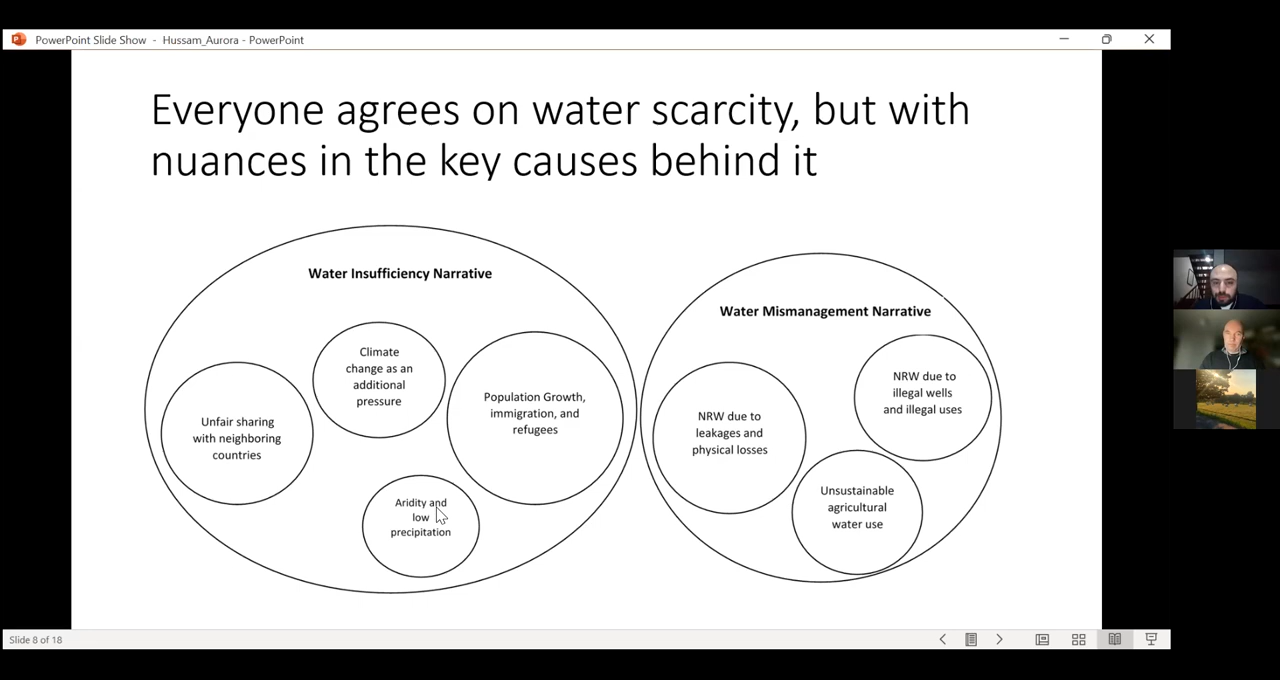 PowerPoint Slide Show - Hussam_Aurora - PowerPoint
Everyone agrees on water scarcity, but with
nuances in the key causes behind it
Water Insufficiency Narrative
Unfair sharing
with neighboring
countries
Climate
change as an
additional
pressure
Population Growth,
immigration, and
refugees
Aridity and
low
precipitation
Water Mismanagement Narrative
NRW due to
leakages and
physical losses
NRW due to
illegal wells
and illegal uses
Unsustainable
agricultural
water use
Slide 8 of 18